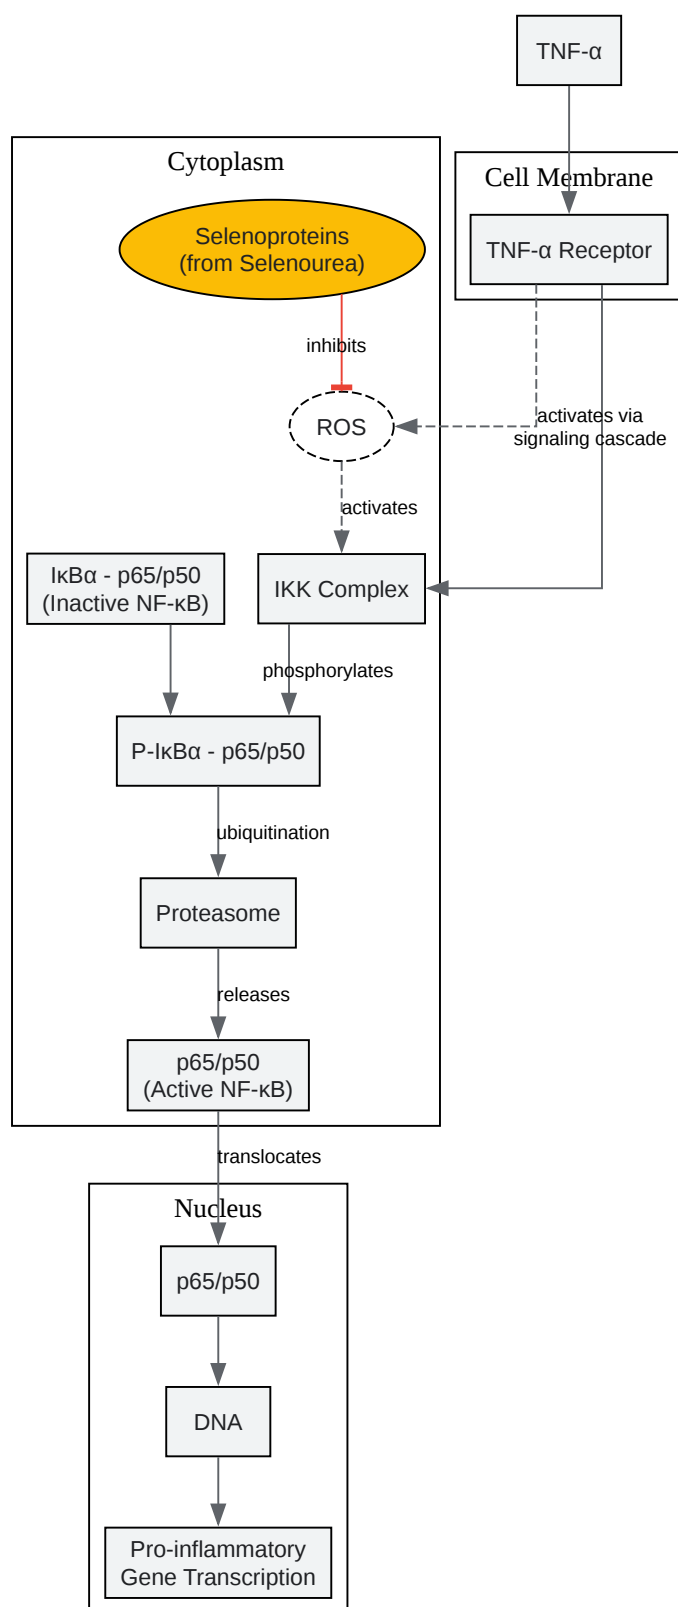 TNF-α
Cytoplasm
Cell Membrane
Selenoproteins
(from Selenourea)
TNF-α Receptor
inhibits
ROS
activates via
signaling cascade
activates
IκBα - p65/p50
(Inactive NF-κB)
IKK Complex
phosphorylates
P-IκBα - p65/p50
ubiquitination
Proteasome
releases
p65/p50
(Active NF-κB)
translocates
Nucleus
p65/p50
DNA
Pro-inflammatory
Gene Transcription